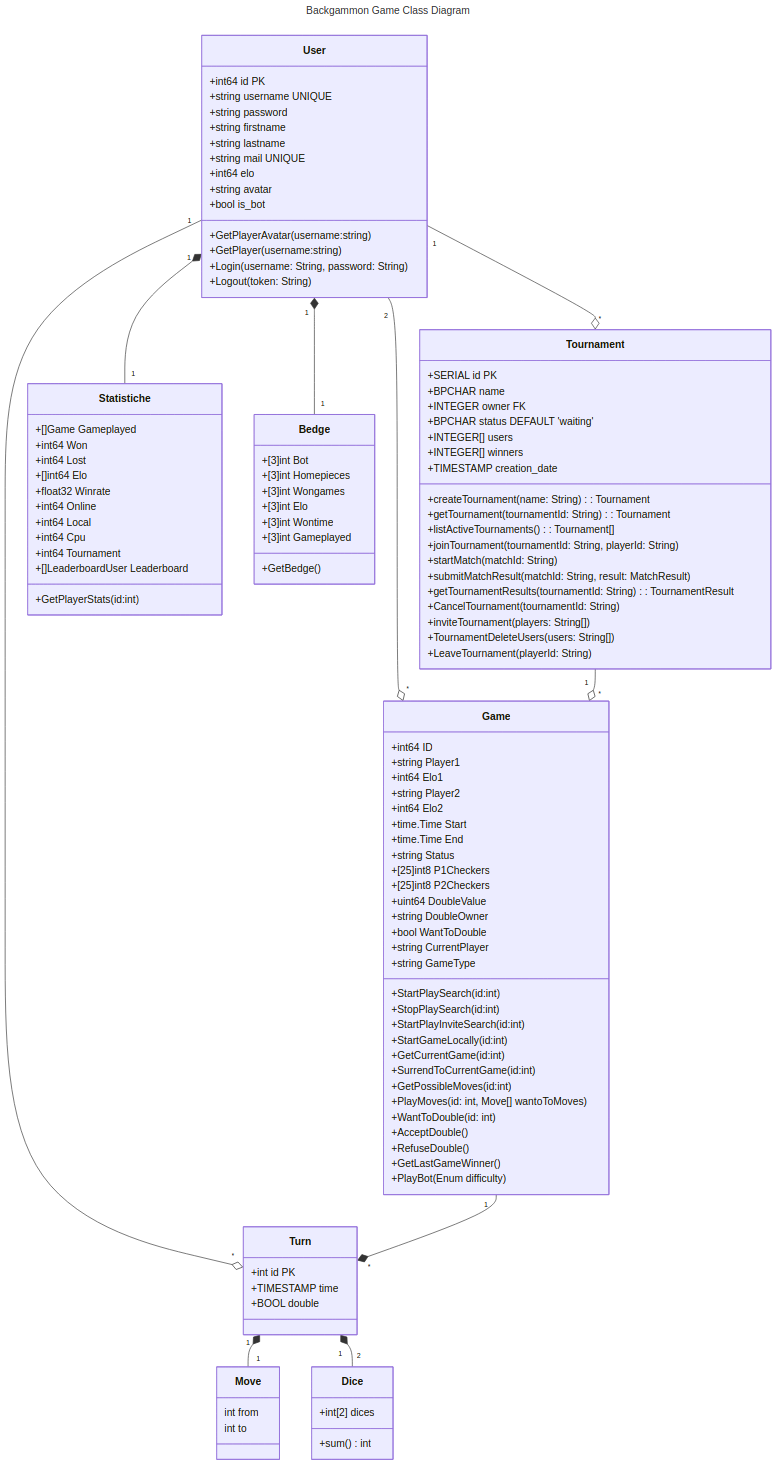 Backgammon Game Class Diagram
User
+int64 id PK
+string username UNIQUE
+string password
+string firstname
+string lastname
+string mail UNIQUE
+int64 elo
+string avatar
+bool is_bot
+GetPlayerAvatar(username:string)
+GetPlayer(username:string)
+Login(username: String, password: String)
+Logout(token: String)
1
1
1
2
1
*
1
1
Tournament
+SERIAL id PK
+BPCHAR name
+INTEGER owner FK
+BPCHAR status DEFAULT 'waiting'
+INTEGER[] users
+INTEGER[] winners
+TIMESTAMP creation_date
+createTournament(name: String) : : Tournament
+getTournament(tournamentId: String) : : Tournament
+listActiveTournaments() : : Tournament[]
+joinTournament(tournamentId: String, playerId: String)
+startMatch(matchId: String)
+submitMatchResult(matchId: String, result: MatchResult)
+getTournamentResults(tournamentId: String) : : TournamentResult
+CancelTournament(tournamentId: String)
+inviteTournament(players: String[])
+TournamentDeleteUsers(users: String[])
+LeaveTournament(playerId: String)
Statistiche
+[]Game Gameplayed
+int64 Won
+int64 Lost
+[]int64 Elo
+float32 Winrate
+int64 Online
+int64 Local
+int64 Cpu
+int64 Tournament
+[]LeaderboardUser Leaderboard
+GetPlayerStats(id:int)
Bedge
+[3]int Bot
+[3]int Homepieces
+[3]int Wongames
+[3]int Elo
+[3]int Wontime
+[3]int Gameplayed
+GetBedge()
1
*
*
Game
+int64 ID
+string Player1
+int64 Elo1
+string Player2
+int64 Elo2
+time.Time Start
+time.Time End
+string Status
+[25]int8 P1Checkers
+[25]int8 P2Checkers
+uint64 DoubleValue
+string DoubleOwner
+bool WantToDouble
+string CurrentPlayer
+string GameType
+StartPlaySearch(id:int)
+StopPlaySearch(id:int)
+StartPlayInviteSearch(id:int)
+StartGameLocally(id:int)
+GetCurrentGame(id:int)
+SurrendToCurrentGame(id:int)
+GetPossibleMoves(id:int)
+PlayMoves(id: int, Move[] wantoToMoves)
+WantToDouble(id: int)
+AcceptDouble()
+RefuseDouble()
+GetLastGameWinner()
+PlayBot(Enum difficulty)
1
*
*
Turn
+int id PK
+TIMESTAMP time
+BOOL double
1
1
1
2
Move
int from
int to
Dice
+int[2] dices
+sum() : int